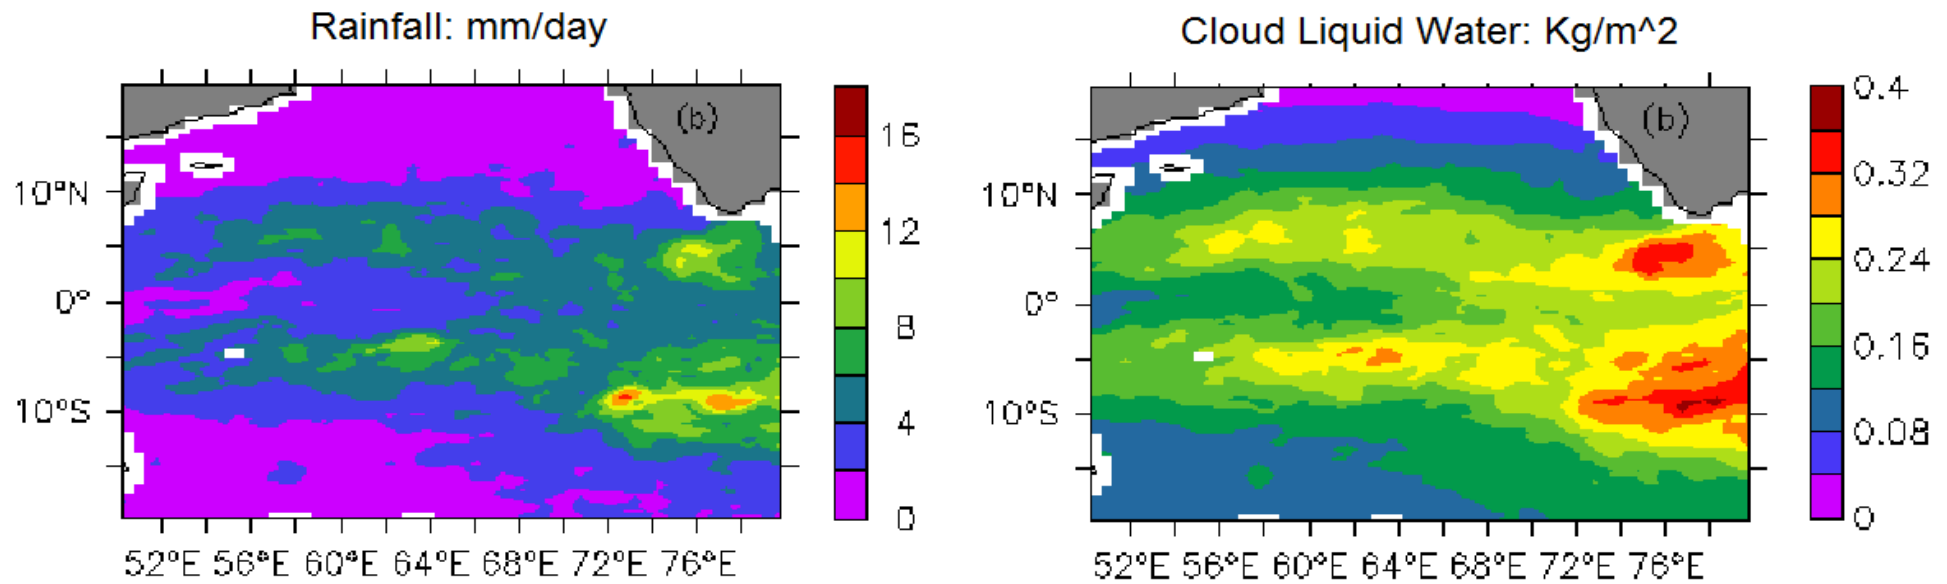 Rainfall: mm/day
(b)
16
12
8
4
0
10°N
0°
10°S
52°E 56°E 60°E 64°E 68°E 72°E 76°E
Cloud Liquid Water: Kg/m^2
(b)
0.4
0.32
0.24
0.16
0.08
0
10°N
0°
10°S
52°E 56°E 60°E 64°E 68°E 72°E 76°E